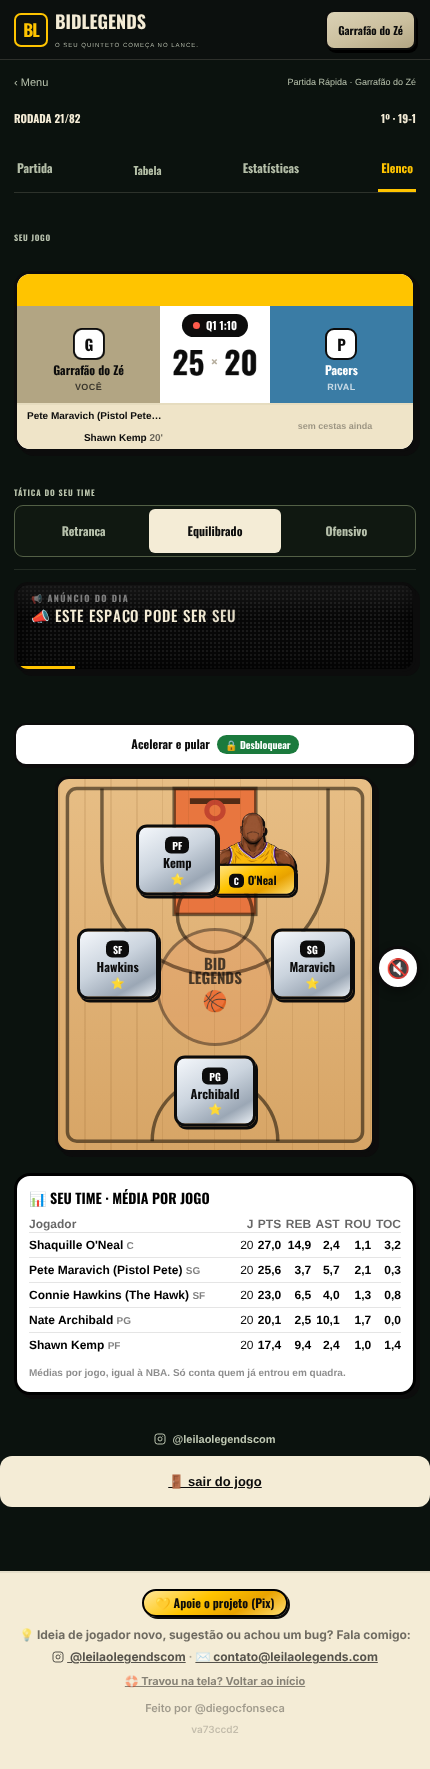 BL
BIDLEGENDS
O SEU QUINTETO COMEÇA NO LANCE.
Garrafão do Zé
‹ Menu
Partida Rápida · Garrafão do Zé
RODADA 21/82
1º · 19-1
Partida
Tabela
Estatísticas
Elenco
SEU JOGO
G
Garrafão do Zé
VOCÊ
Q1 1:10
25 × 20
P
Pacers
RIVAL
Pete Maravich (Pistol Pete...
Shawn Kemp 20'
sem cestas ainda
TÁTICA DO SEU TIME
Retranca
Equilibrado
Ofensivo
📢 ANÚNCIO DO DIA
📣 ESTE ESPACO PODE SER SEU
Acelerar e pular
🔒 Desbloquear
PF
Kemp
⭐
C O'Neal
SF
Hawkins
⭐
BID
LEGENDS
🏀
SG
Maravich
⭐
PG
Archibald
⭐
🔇
📊 SEU TIME · MÉDIA POR JOGO
Jogador J PTS REB AST ROU TOC
Shaquille O'Neal C 20 27,0 14,9 2,4 1,1 3,2
Pete Maravich (Pistol Pete) SG 20 25,6 3,7 5,7 2,1 0,3
Connie Hawkins (The Hawk) SF 20 23,0 6,5 4,0 1,3 0,8
Nate Archibald PG 20 20,1 2,5 10,1 1,7 0,0
Shawn Kemp PF 20 17,4 9,4 2,4 1,0 1,4
Médias por jogo, igual à NBA. Só conta quem já entrou em quadra.
@leilaolegendscom
🚪 sair do jogo
💛 Apoie o projeto (Pix)
💡 Ideia de jogador novo, sugestão ou achou um bug? Fala comigo:
@leilaolegendscom · ✉️ contato@leilaolegends.com
🛟 Travou na tela? Voltar ao início
Feito por @diegocfonseca
va73ccd2